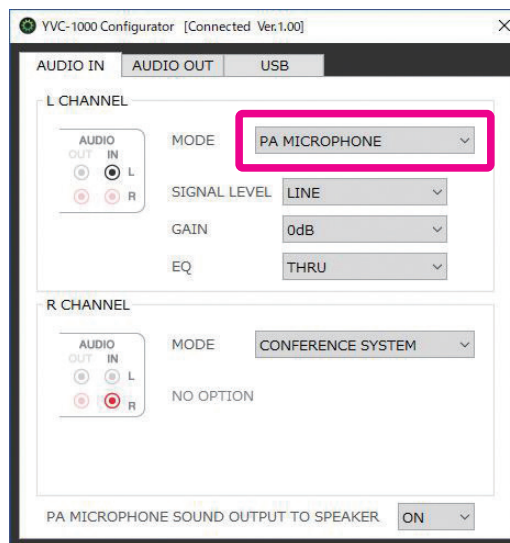 YVC-1000 Configurator [Connected Ver.1.00]
AUDIO IN AUDIO OUT USB
L CHANNEL
AUDIO
OUT IN
L
R
MODE PA MICROPHONE
SIGNAL LEVEL LINE
GAIN 0dB
EQ THRU
R CHANNEL
AUDIO
OUT IN
L
R
MODE CONFERENCE SYSTEM
NO OPTION
PA MICROPHONE SOUND OUTPUT TO SPEAKER ON